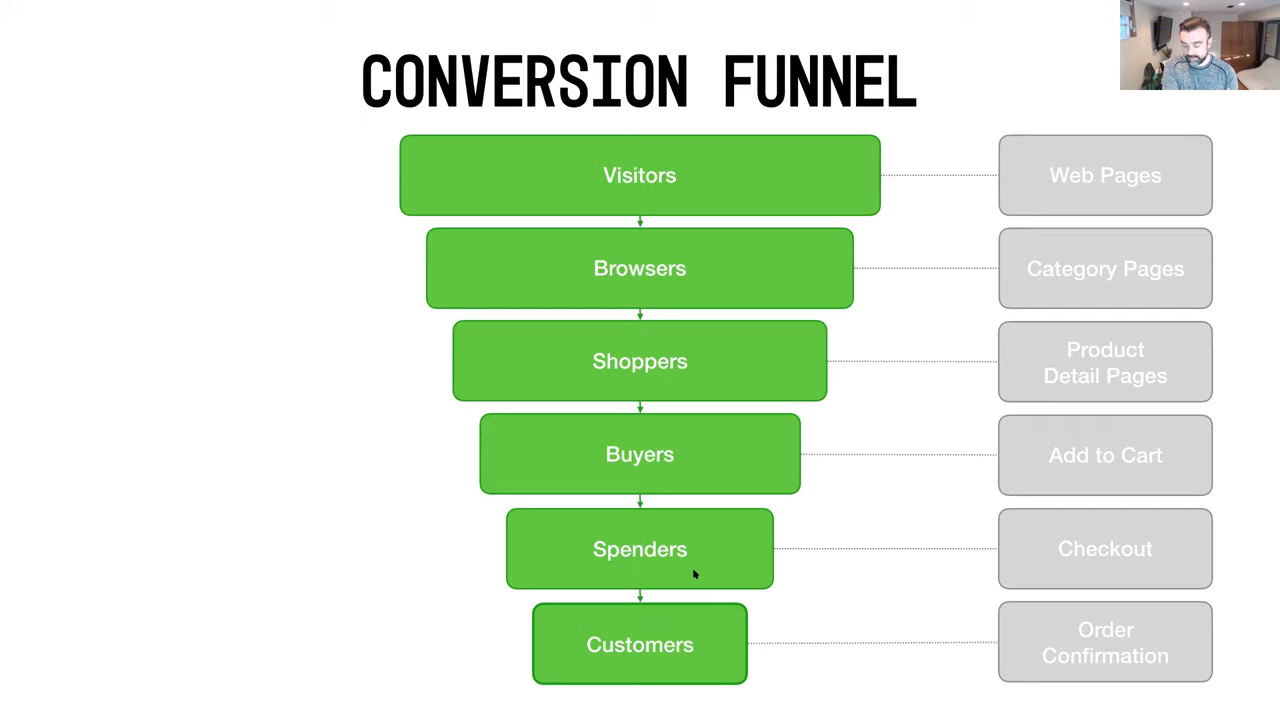 CONVERSION FUNNEL
Visitors
Web Pages
Browsers
Category Pages
Shoppers
Product
Detail Pages
Buyers
Add to Cart
Spenders
Checkout
Customers
Order
Confirmation